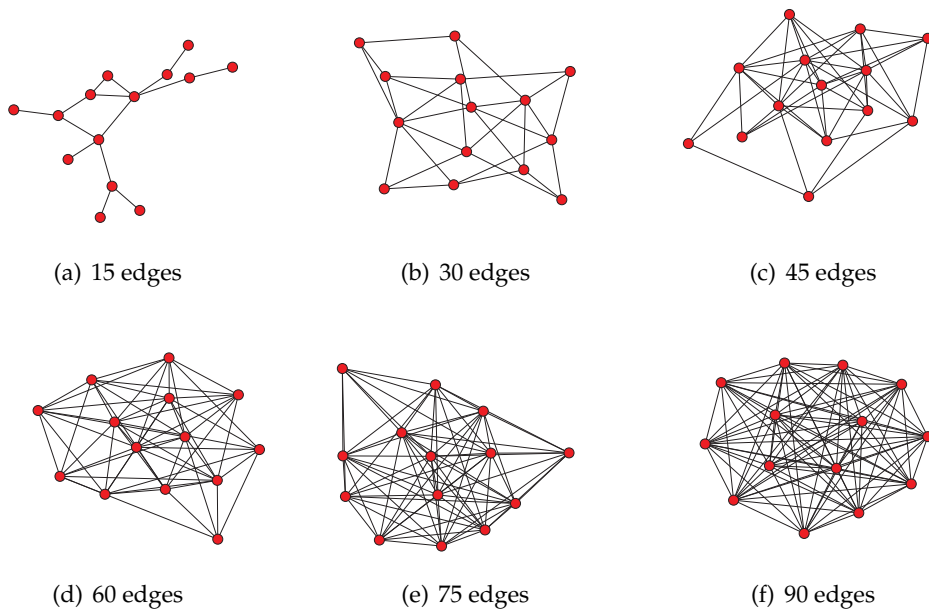 (a) 15 edges
(b) 30 edges
(c) 45 edges
(d) 60 edges
(e) 75 edges
(f) 90 edges